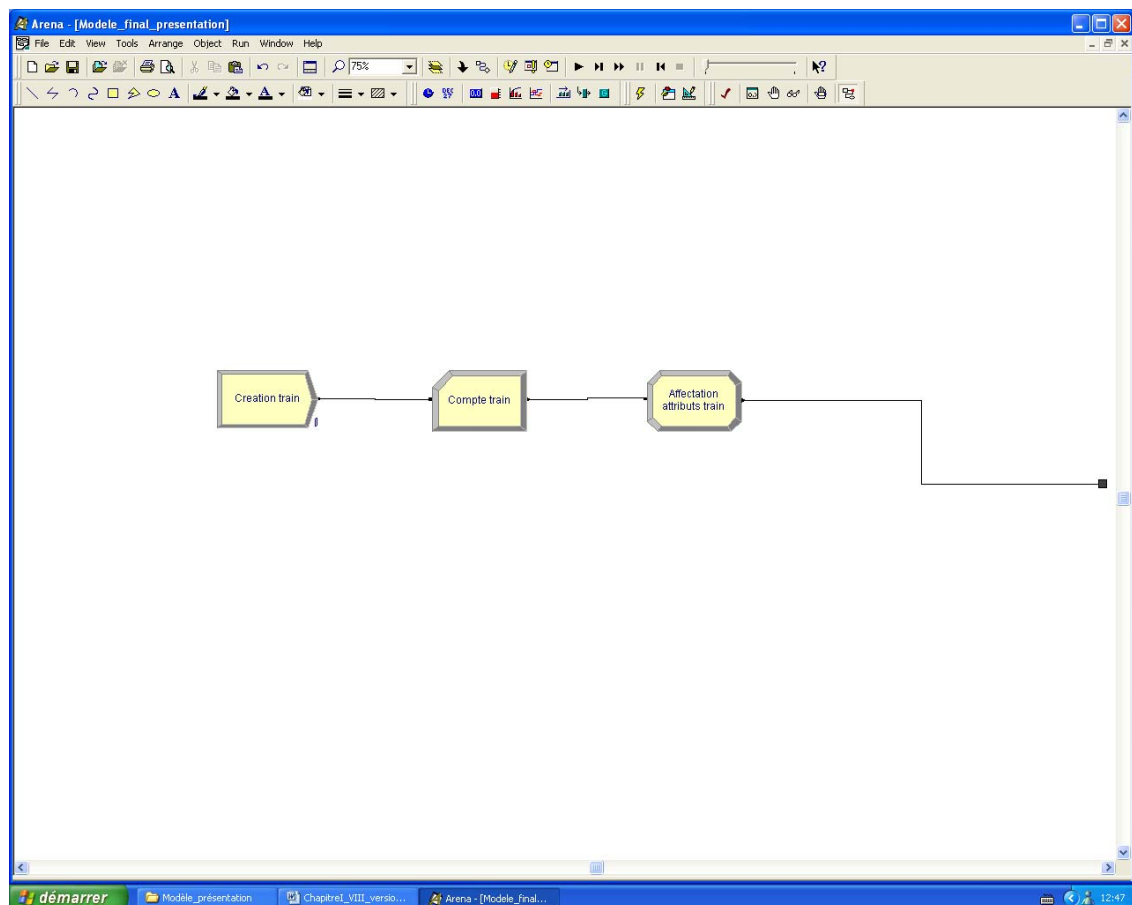 Arena - [Modele_final_presentation]
File Edit View Tools Arrange Object Run Window Help
75%
A A
Creation train
Compte train
Affectation
attributs train
démarrer
Modèle_présentation
ChapitreI_VIII_versio...
Arena - [Modele_final...
12:47